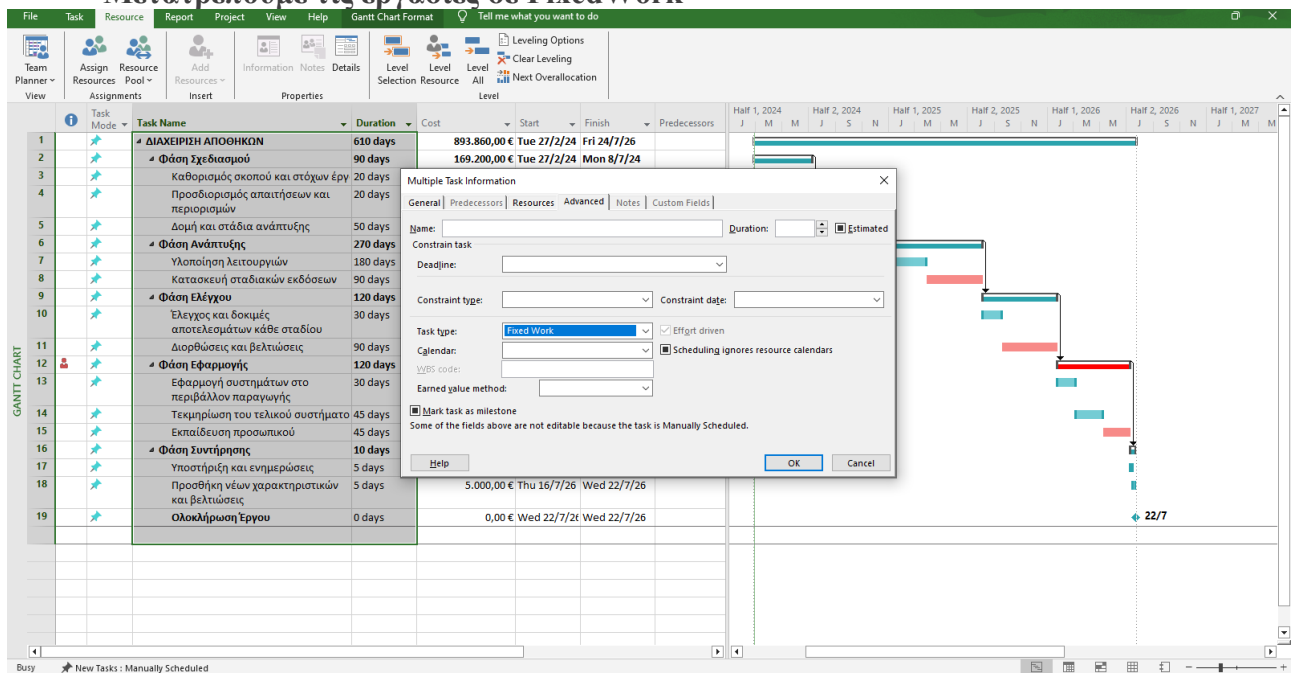 Μετατρέπουμε τις εργασίες σε FixedWork
File Task Resource Report Project View Help Gantt Chart Format Tell me what you want to do
Team Planner
Assign Resources
Resource Pool
Add Resources
Information Notes Details
Level Selection
Level Resource
Level All
Leveling Options
Clear Leveling
Next Overallocation
View Assignments Insert Properties Level
Task Mode Task Name Duration Cost Start Finish Predecessors
Half 1, 2024 Half 2, 2024 Half 1, 2025 Half 2, 2025 Half 1, 2026 Half 2, 2026 Half 1, 2027
J M M J S N J M M J S N J M M J S N J M M
1 ΔΙΑΧΕΙΡΙΣΗ ΑΠΟΘΗΚΩΝ 610 days 893.860,00 € Tue 27/2/24 Fri 24/7/26
2 Φάση Σχεδιασμού 90 days 169.200,00 € Tue 27/2/24 Mon 8/7/24
3 Καθορισμός σκοπού και στόχων έργ 20 days
4 Προσδιορισμός απαιτήσεων και 20 days
περιορισμών
5 Δομή και στάδια ανάπτυξης 50 days
6 Φάση Ανάπτυξης 270 days
7 Υλοποίηση λειτουργιών 180 days
8 Κατασκευή σταδιακών εκδόσεων 90 days
9 Φάση Ελέγχου 120 days
10 Έλεγχος και δοκιμές 30 days
αποτελεσμάτων κάθε σταδίου
11 Διορθώσεις και βελτιώσεις 90 days
12 Φάση Εφαρμογής 120 days
13 Εφαρμογή συστημάτων στο 30 days
περιβάλλον παραγωγής
14 Τεκμηρίωση του τελικού συστήματο 45 days
15 Εκπαίδευση προσωπικού 45 days
16 Φάση Συντήρησης 10 days
17 Υποστήριξη και ενημερώσεις 5 days
18 Προσθήκη νέων χαρακτηριστικών 5 days 5.000,00 € Thu 16/7/26 Wed 22/7/26
και βελτιώσεις
19 Ολοκλήρωση Έργου 0 days 0,00 € Wed 22/7/26 Wed 22/7/26
22/7
GANTT CHART
Multiple Task Information
General Predecessors Resources Advanced Notes Custom Fields
Name: Duration: Estimated
Constrain task
Deadline:
Constraint type: Constraint date:
Task type: Fixed Work Effort driven
Calendar: Scheduling ignores resource calendars
WBS code:
Earned value method:
Mark task as milestone
Some of the fields above are not editable because the task is Manually Scheduled.
Help OK Cancel
Busy New Tasks : Manually Scheduled